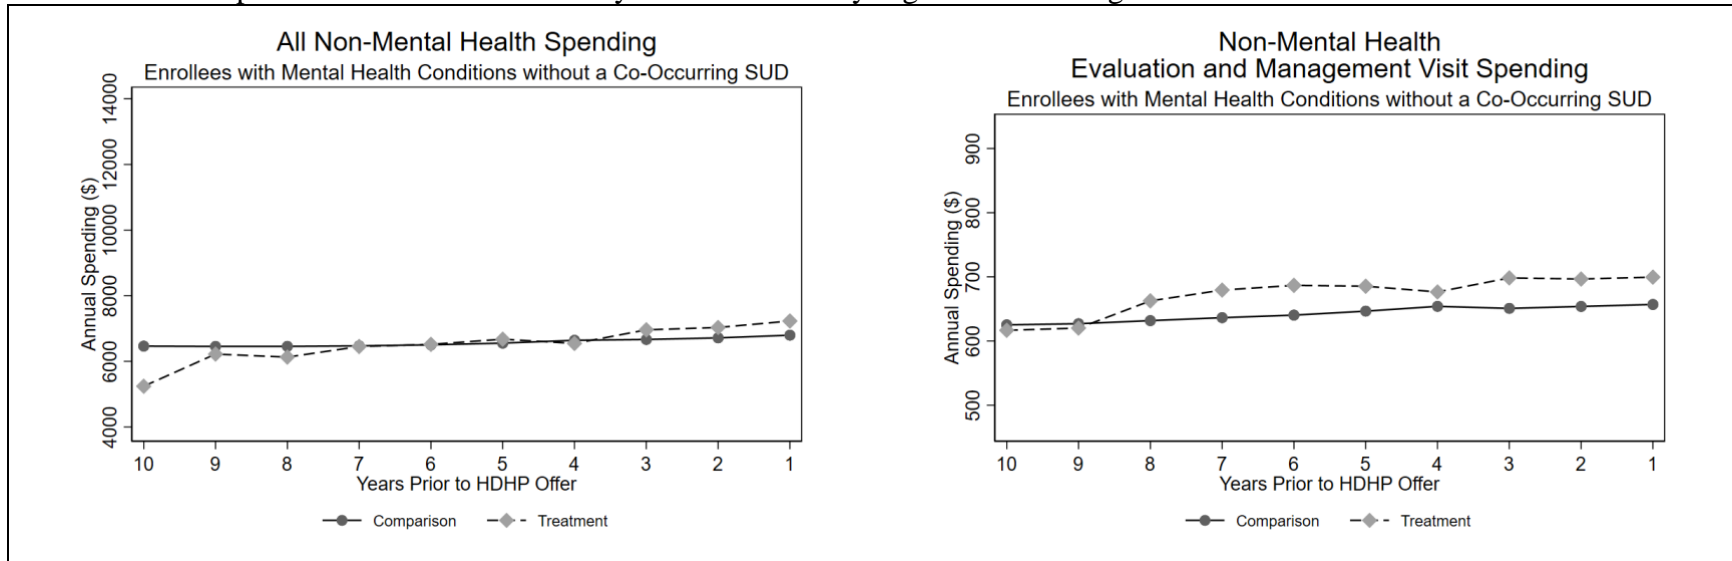 All Non-Mental Health Spending
Enrollees with Mental Health Conditions without a Co-Occurring SUD
Annual Spending ($)
14000
12000
10000
8000
6000
4000
10 9 8 7 6 5 4 3 2 1
Years Prior to HDHP Offer
Comparison Treatment
Non-Mental Health
Evaluation and Management Visit Spending
Enrollees with Mental Health Conditions without a Co-Occurring SUD
Annual Spending ($)
900
800
700
600
500
10 9 8 7 6 5 4 3 2 1
Years Prior to HDHP Offer
Comparison Treatment